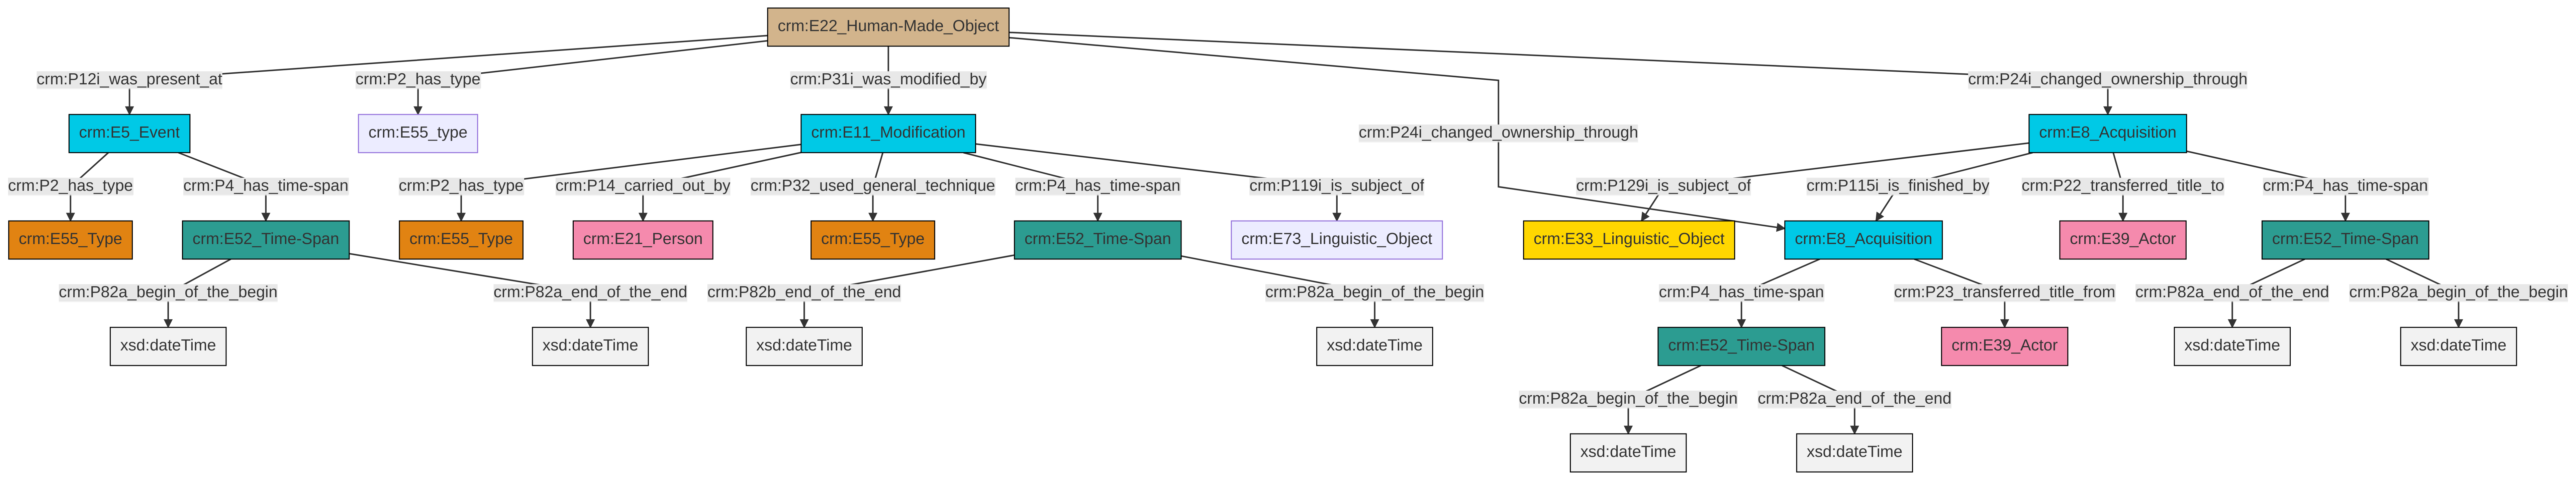 crm:E22_Human-Made_Object
crm:P12i_was_present_at
crm:P2_has_type
crm:P31i_was_modified_by
crm:P24i_changed_ownership_through
crm:P24i_changed_ownership_through
crm:E5_Event
crm:E55_type
crm:E11_Modification
crm:E8_Acquisition
crm:P2_has_type
crm:P4_has_time-span
crm:P2_has_type
crm:P14_carried_out_by
crm:P32_used_general_technique
crm:P4_has_time-span
crm:P119i_is_subject_of
crm:P129i_is_subject_of
crm:P115i_is_finished_by
crm:P22_transferred_title_to
crm:P4_has_time-span
crm:E55_Type
crm:E52_Time-Span
crm:E55_Type
crm:E21_Person
crm:E55_Type
crm:E52_Time-Span
crm:E73_Linguistic_Object
crm:E33_Linguistic_Object
crm:E8_Acquisition
crm:E39_Actor
crm:E52_Time-Span
crm:P82a_begin_of_the_begin
crm:P82a_end_of_the_end
crm:P82b_end_of_the_end
crm:P82a_begin_of_the_begin
crm:P4_has_time-span
crm:P23_transferred_title_from
crm:P82a_end_of_the_end
crm:P82a_begin_of_the_begin
xsd:dateTime
xsd:dateTime
xsd:dateTime
xsd:dateTime
crm:E52_Time-Span
crm:E39_Actor
xsd:dateTime
xsd:dateTime
crm:P82a_begin_of_the_begin
crm:P82a_end_of_the_end
xsd:dateTime
xsd:dateTime